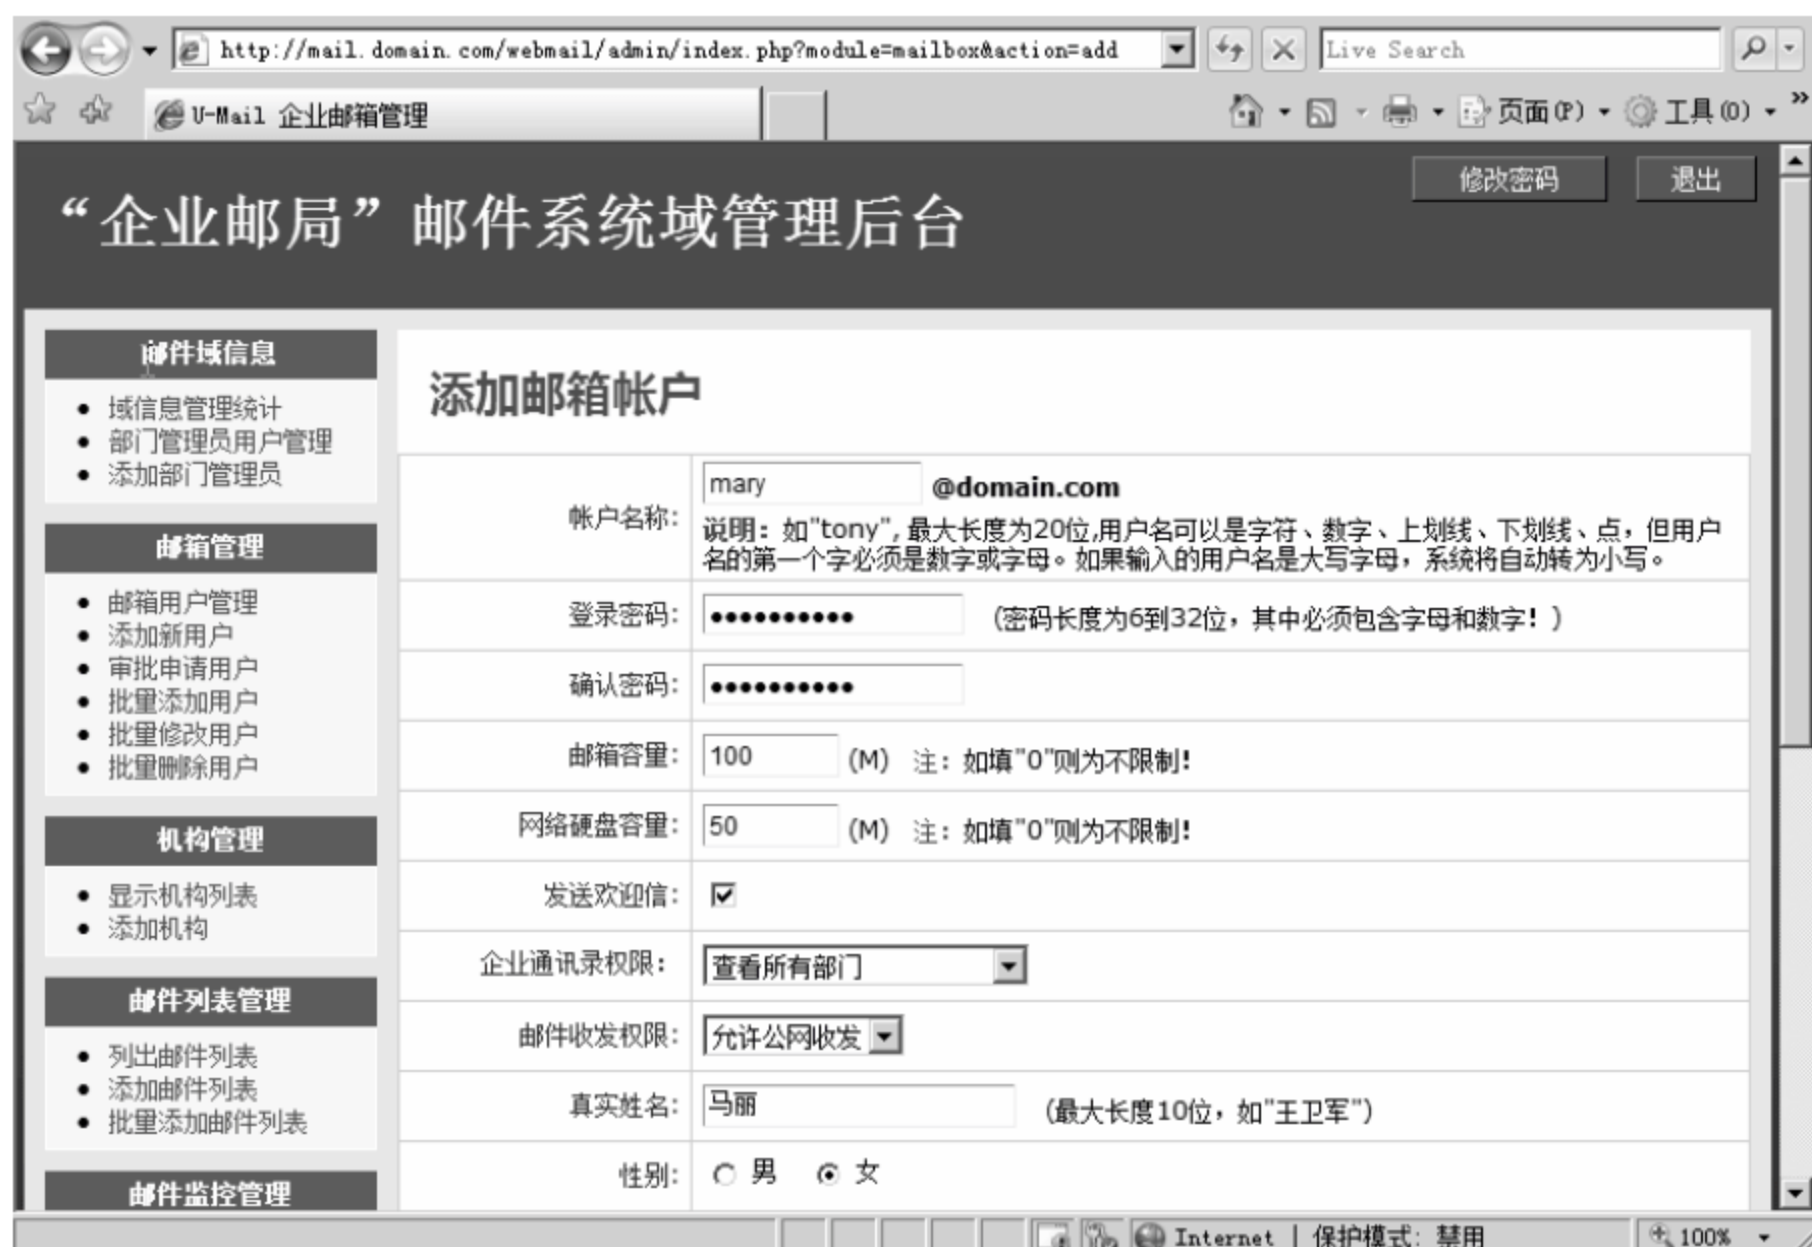 http://mail.domain.com/webmail/admin/index.php?module=mailbox&action=add
Live Search
U-Mail 企业邮箱管理
页面(P)
工具(O)
»
修改密码
退出
“企业邮局”邮件系统域管理后台
邮件域信息
域信息管理统计
部门管理员用户管理
添加部门管理员
邮箱管理
邮箱用户管理
添加新用户
审批申请用户
批量添加用户
批量修改用户
批量删除用户
机构管理
显示机构列表
添加机构
邮件列表管理
列出邮件列表
添加邮件列表
批量添加邮件列表
邮件监控管理
添加邮箱帐户
帐户名称:
mary @domain.com
说明：如"tony", 最大长度为20位,用户名可以是字符、数字、上划线、下划线、点，但用户
名的第一个字必须是数字或字母。如果输入的用户名是大写字母，系统将自动转为小写。
登录密码:
●●●●●●●●●● (密码长度为6到32位，其中必须包含字母和数字! )
确认密码:
●●●●●●●●●●
邮箱容量:
100 (M) 注：如填"0"则为不限制!
网络硬盘容量:
50 (M) 注：如填"0"则为不限制!
发送欢迎信:
企业通讯录权限：
查看所有部门
邮件收发权限:
允许公网收发
真实姓名:
马丽 (最大长度10位，如"王卫军")
性别:
男 女
Internet | 保护模式: 禁用
100%